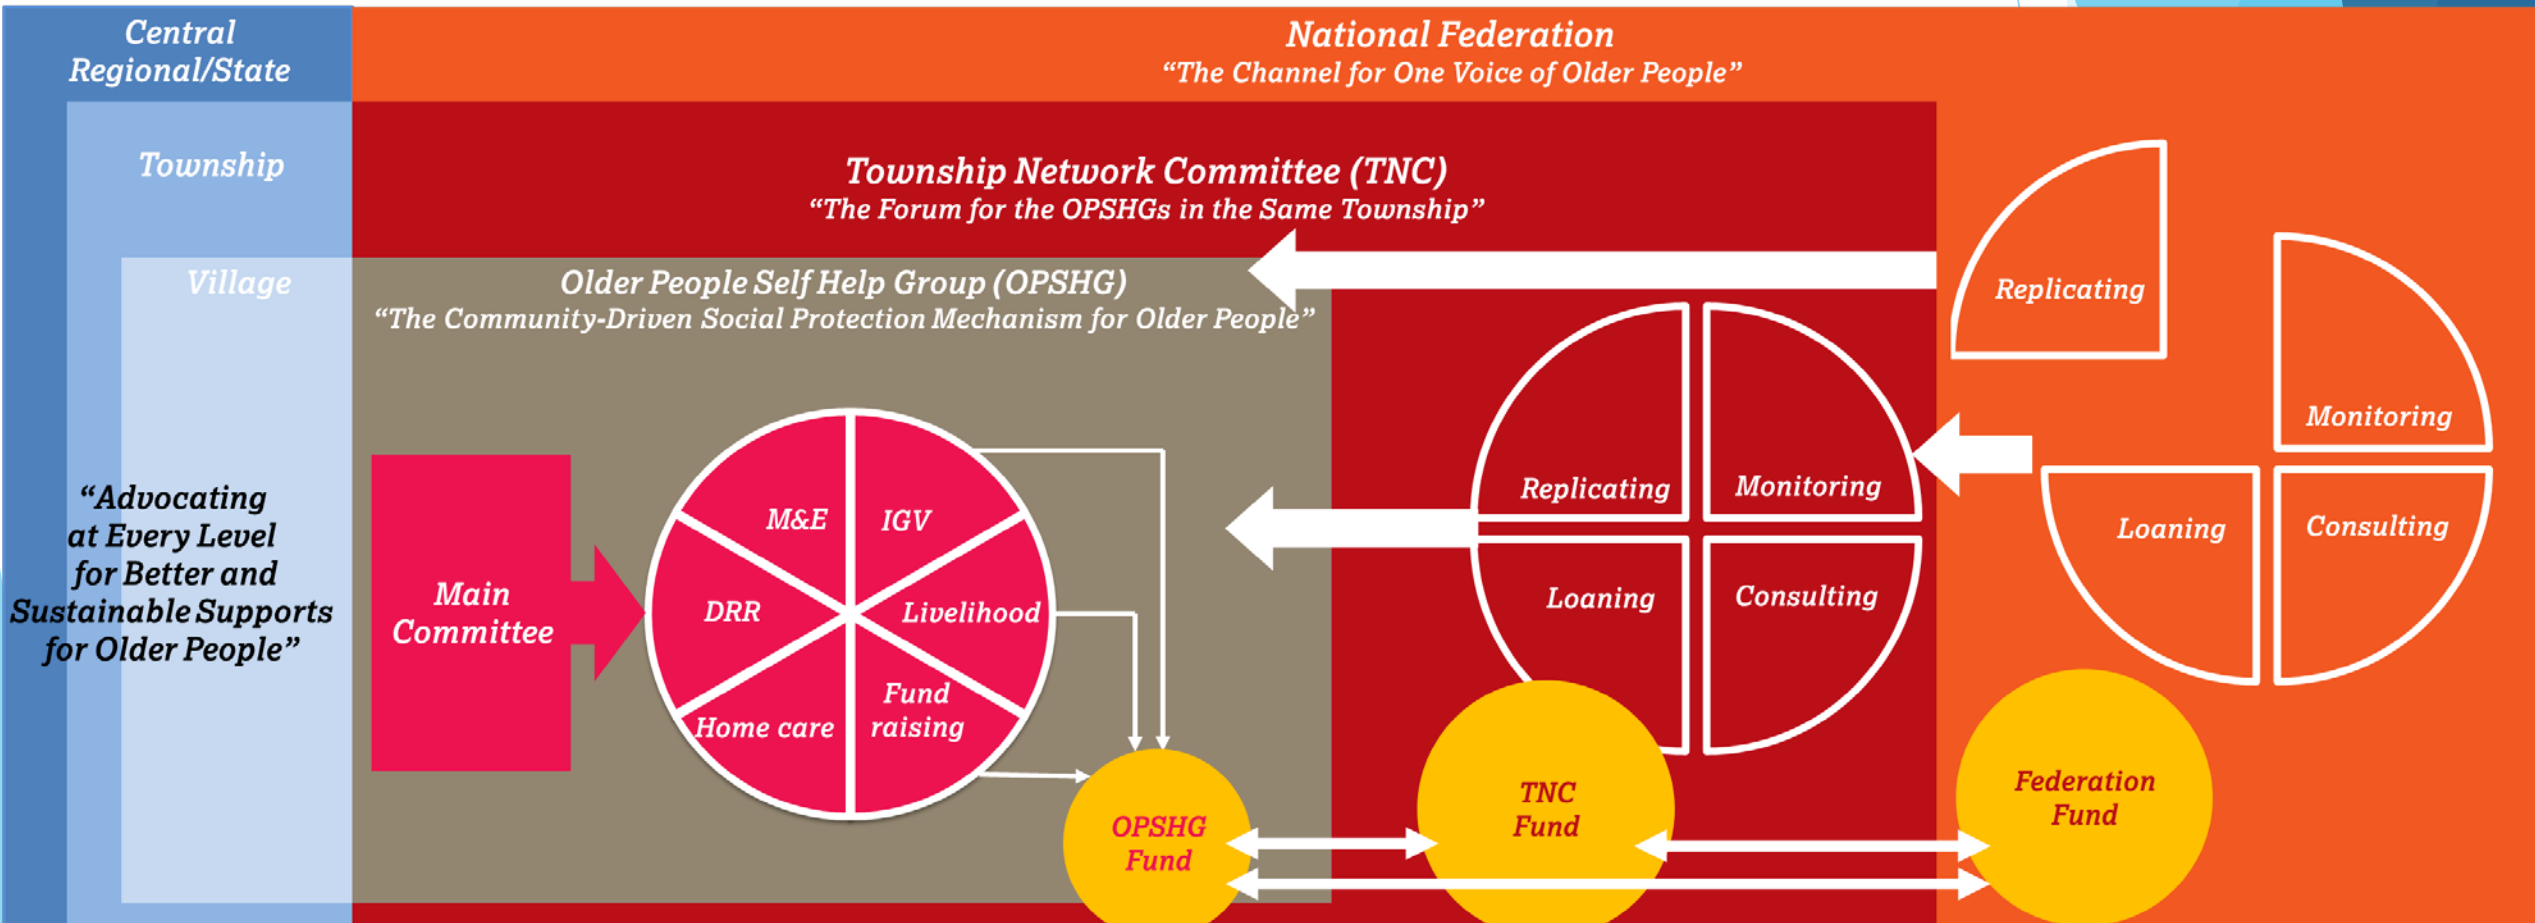 Central
Regional/State
National Federation
“The Channel for One Voice of Older People”
Township
Township Network Committee (TNC)
“The Forum for the OPSHGs in the Same Township”
Village
Older People Self Help Group (OPSHG)
“The Community-Driven Social Protection Mechanism for Older People”
“Advocating
at Every Level
for Better and
Sustainable Supports
for Older People”
Main
Committee
M&E
IGV
DRR
Livelihood
Home care
Fund
raising
OPSHG
Fund
Replicating
Monitoring
Loaning
Consulting
TNC
Fund
Replicating
Monitoring
Loaning
Consulting
Federation
Fund